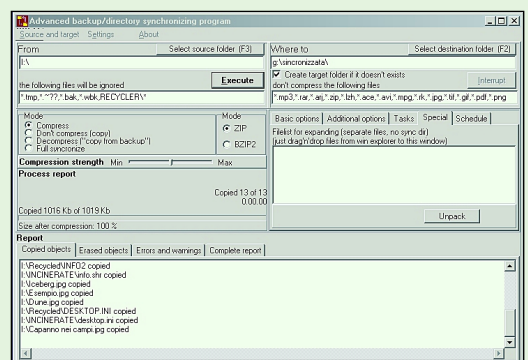 Advanced backup/directory synchronizing program
Source and target Settings About
From Select source folder (F3)
I:\
the following files will be ignored Execute
*.tmp,*.~??,*.bak,*.wbk,RECYCLER\*
Where to Select destination folder (F2)
g:\sincronizzata\
Create target folder if it doesn't exists
don't compress the following files Interrupt
*.mp3,*.rar,*.arj,*.zip,*.lzh,*.ace,*.avi,*.mpg,*.rk,*.jpg,*.tif,*.gif,*.pdf,*.png
Mode
Compress
Don't compress (copy)
Decompress ("copy from backup")
Full syncronize
Mode
ZIP
BZIP2
Compression strength Min Max
Process report
Copied 13 of 13
0.00.00
Copied 1016 Kb of 1019 Kb
Size after compression: 100 %
Basic options Additional options Tasks Special Schedule
Filelist for expanding (separate files, no sync dir)
(just drag'n'drop files from win explorer to this window)
Unpack
Report
Copied objects Erased objects Errors and warnings Complete report
I:\Recycled\INFO2 copied
I:\INCINERATE\info.shr copied
I:\Iceberg.jpg copied
I:\Esempio.jpg copied
I:\Dune.jpg copied
I:\Recycled\DESKTOP.INI copied
I:\INCINERATE\desktop.ini copied
I:\Capanno nei campi.jpg copied